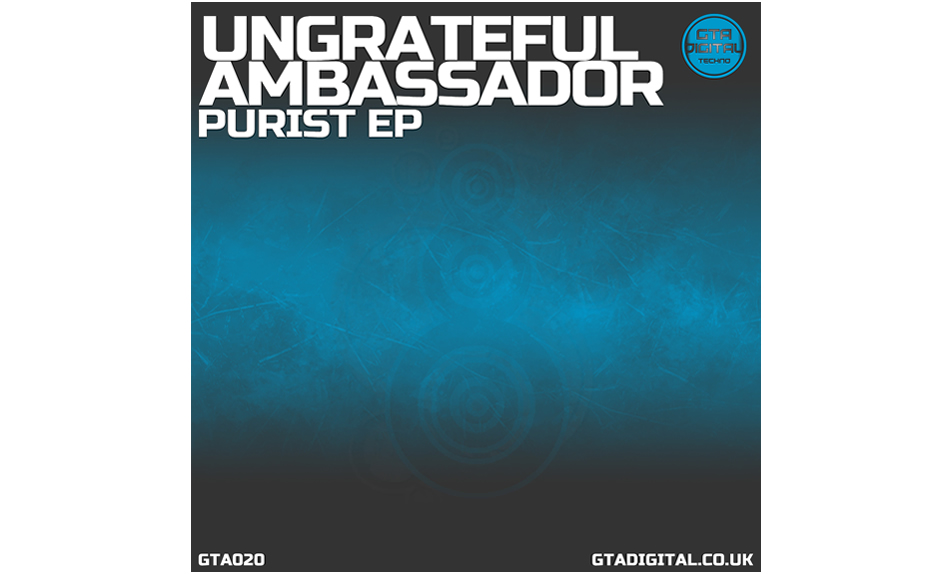 UNGRATEFUL
AMBASSADOR
PURIST EP
GTA
DIGITAL
TECHNO
GTA020
GTADIGITAL.CO.UK